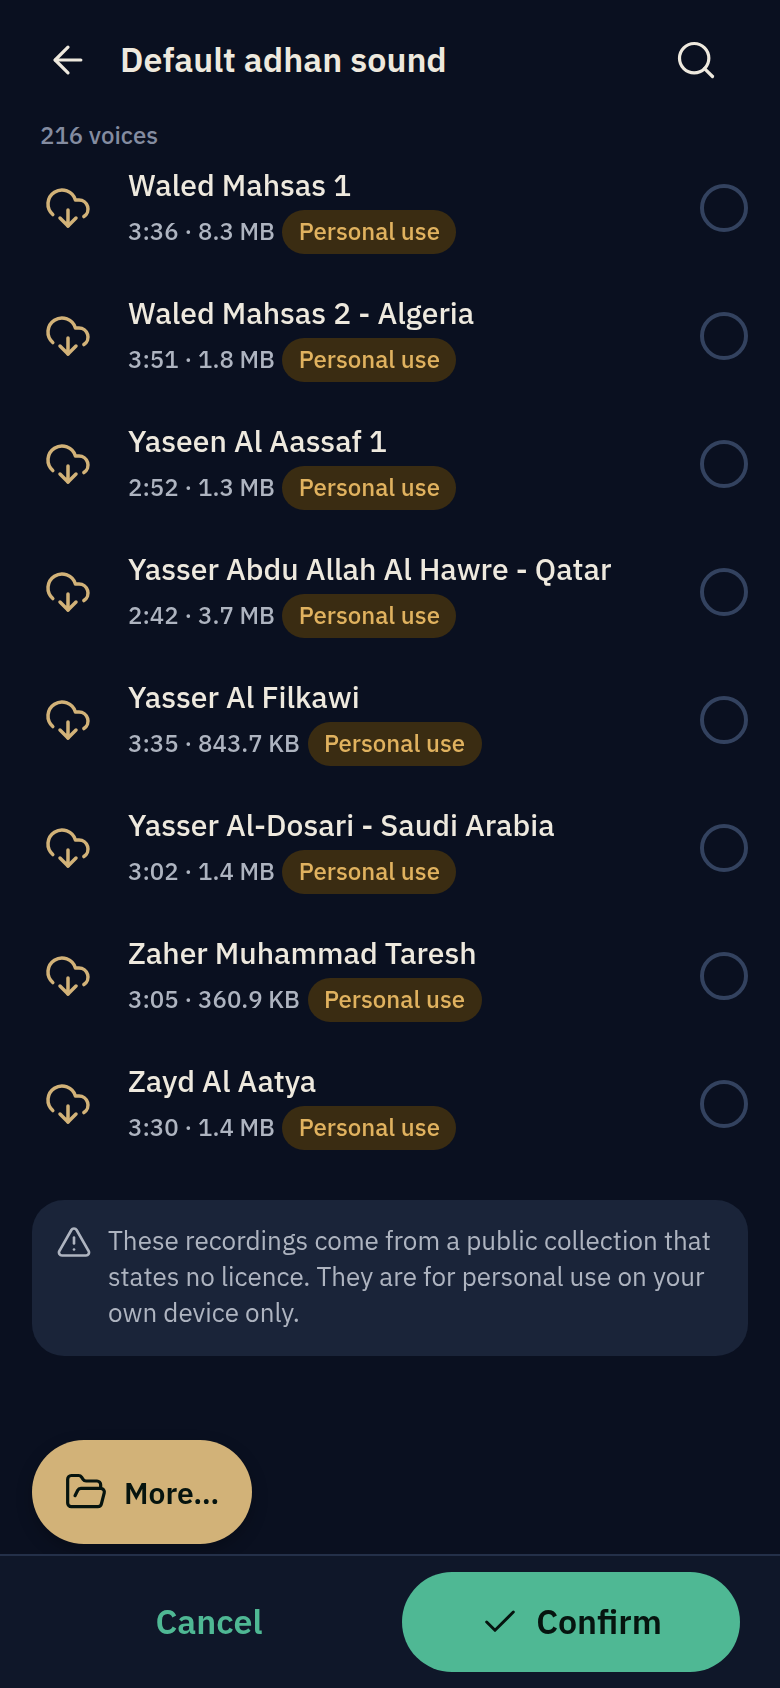 Default adhan sound
216 voices
Waled Mahsas 1
3:36 · 8.3 MB Personal use
Waled Mahsas 2 - Algeria
3:51 · 1.8 MB Personal use
Yaseen Al Aassaf 1
2:52 · 1.3 MB Personal use
Yasser Abdu Allah Al Hawre - Qatar
2:42 · 3.7 MB Personal use
Yasser Al Filkawi
3:35 · 843.7 KB Personal use
Yasser Al-Dosari - Saudi Arabia
3:02 · 1.4 MB Personal use
Zaher Muhammad Taresh
3:05 · 360.9 KB Personal use
Zayd Al Aatya
3:30 · 1.4 MB Personal use
These recordings come from a public collection that
states no licence. They are for personal use on your
own device only.
More...
Cancel
Confirm